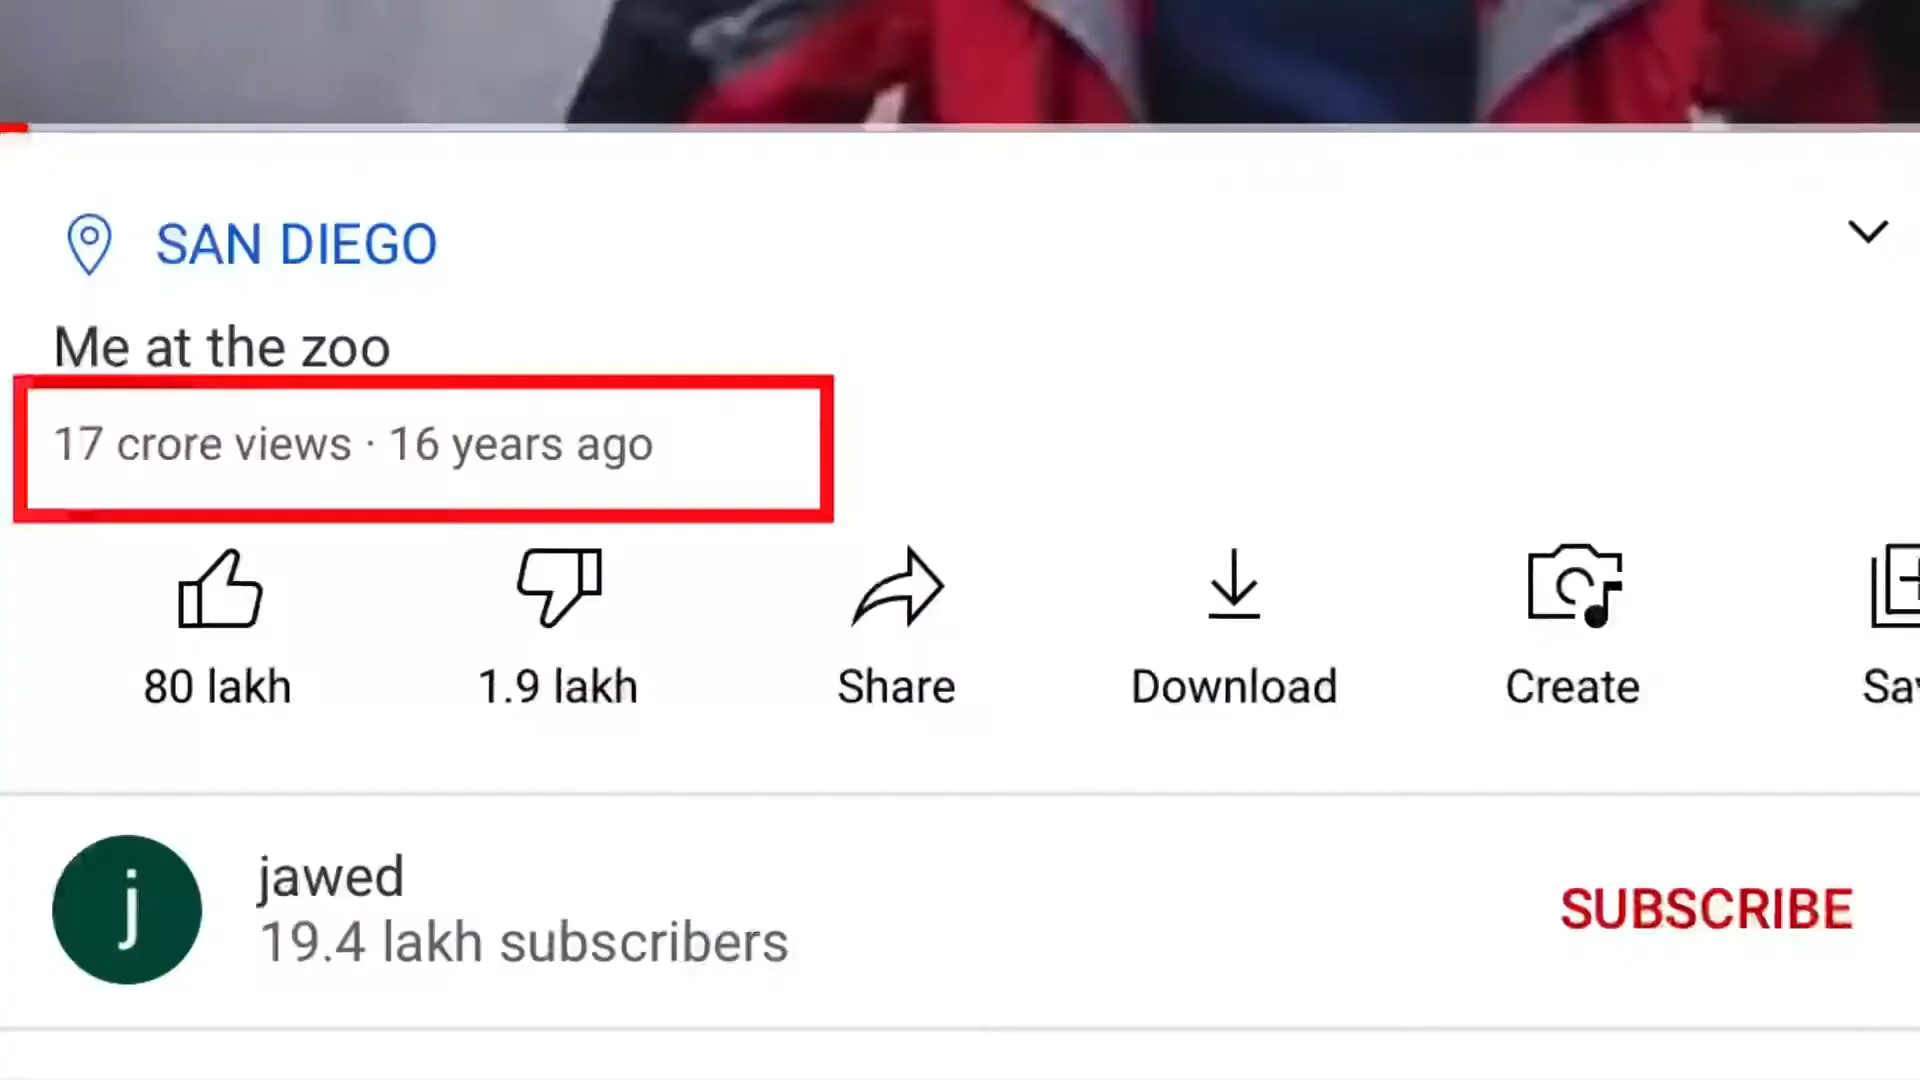 SAN DIEGO
Me at the zoo
17 crore views · 16 years ago
80 lakh
1.9 lakh
Share
Download
Create
j
jawed
19.4 lakh subscribers
SUBSCRIBE